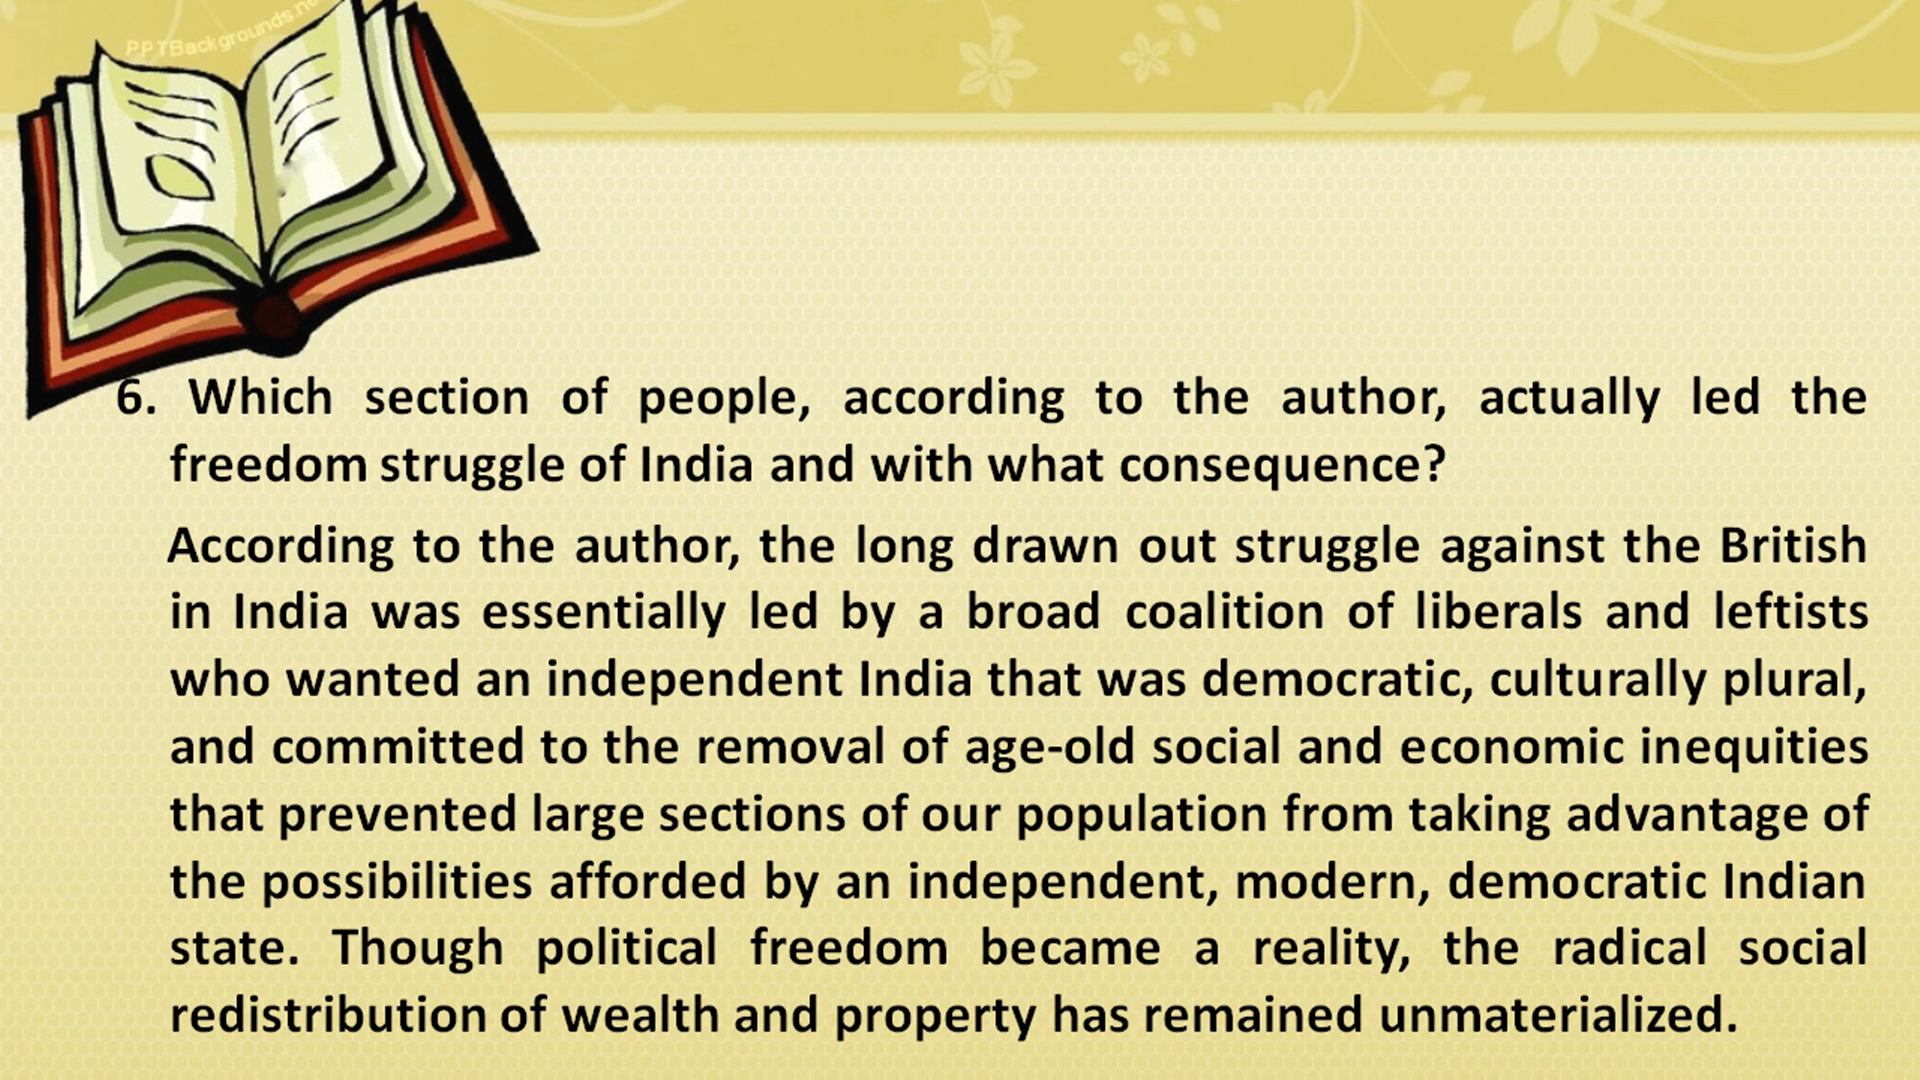 PPTBackgrounds.ne
6. Which section of people, according to the author, actually led the
freedom struggle of India and with what consequence?
According to the author, the long drawn out struggle against the British
in India was essentially led by a broad coalition of liberals and leftists
who wanted an independent India that was democratic, culturally plural,
and committed to the removal of age-old social and economic inequities
that prevented large sections of our population from taking advantage of
the possibilities afforded by an independent, modern, democratic Indian
state. Though political freedom became a reality, the radical social
redistribution of wealth and property has remained unmaterialized.